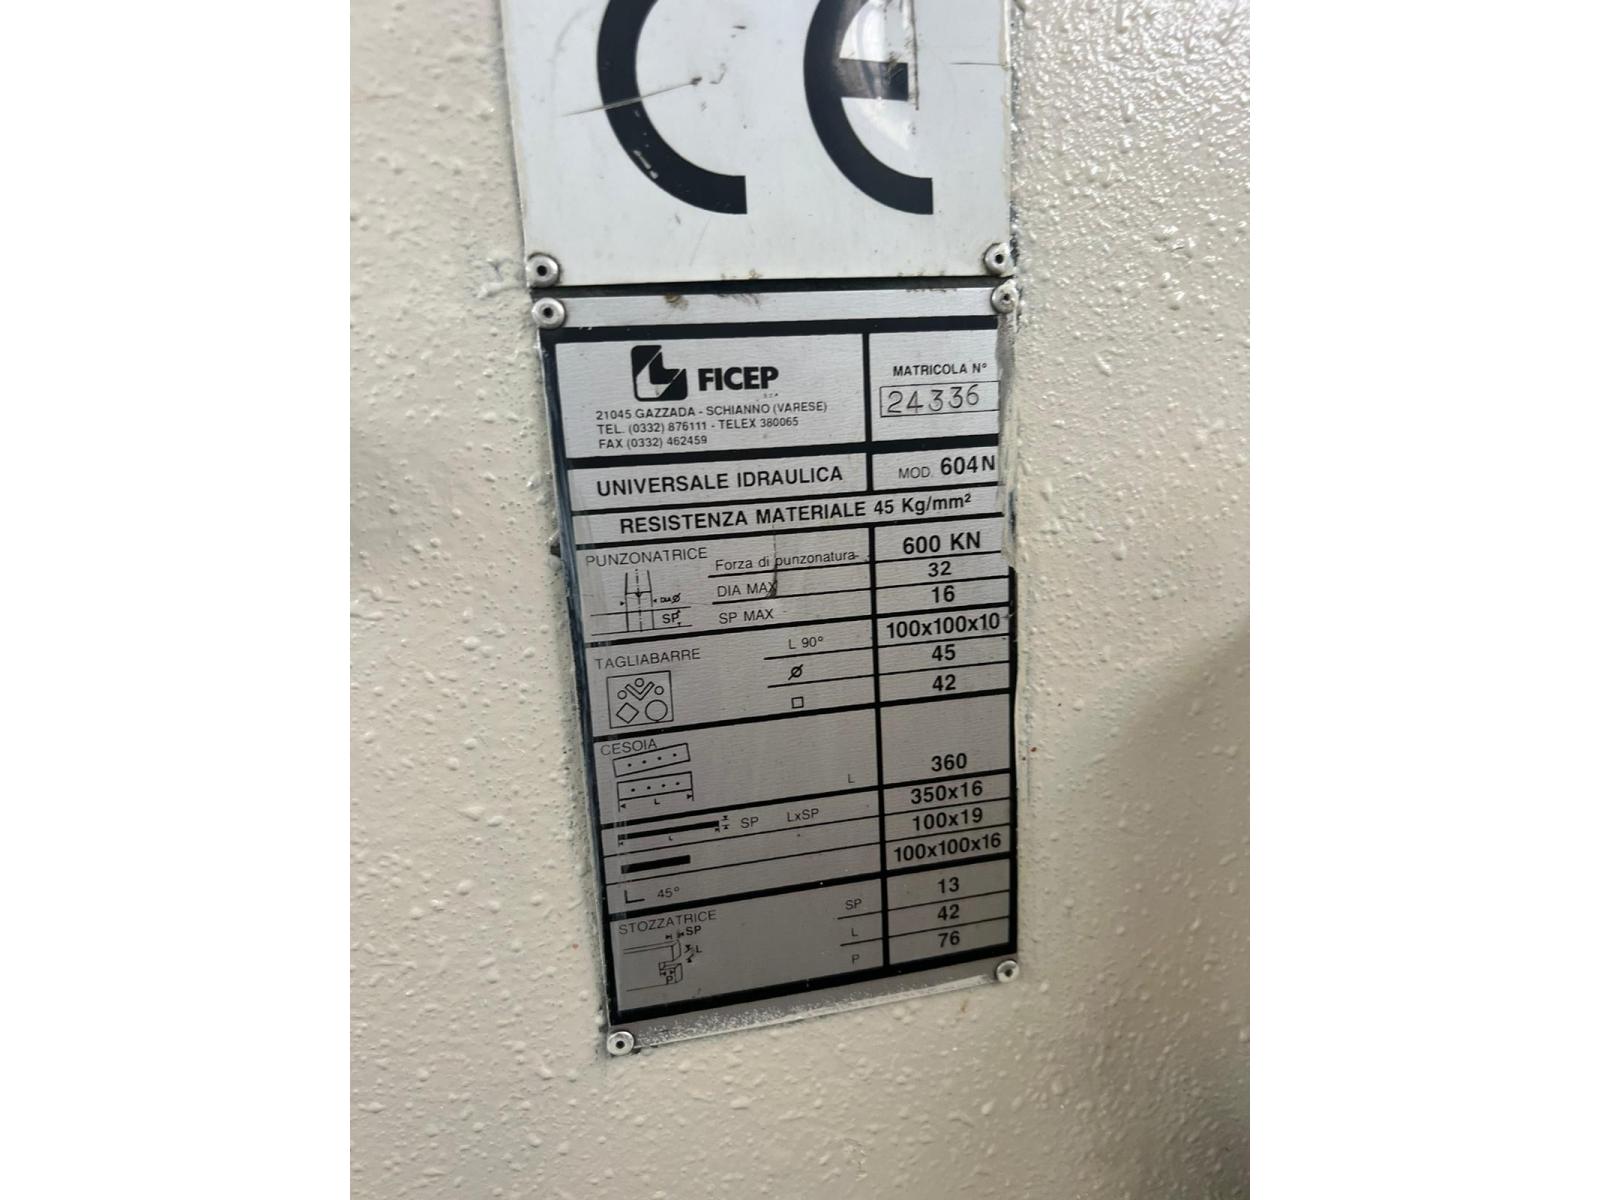 CE
FICEP
S.p.A.
21045 GAZZADA - SCHIANNO (VARESE)
TEL. (0332) 876111 - TELEX 380065
FAX (0332) 462459
MATRICOLA N°
24336
UNIVERSALE IDRAULICA
MOD. 604N
RESISTENZA MATERIALE 45 Kg/mm²
PUNZONATRICE
Forza di punzonatura 600 KN
DIA Ø
DIA MAX 32
SP
SP MAX 16
TAGLIABARRE
L 90° 100x100x10
Ø 45
□ 42
CESOIA
L
L 360
SP LxSP 350x16
L
100x19
L 45° 100x100x16
STOZZATRICE
SP
L
P
SP 13
L 42
P 76